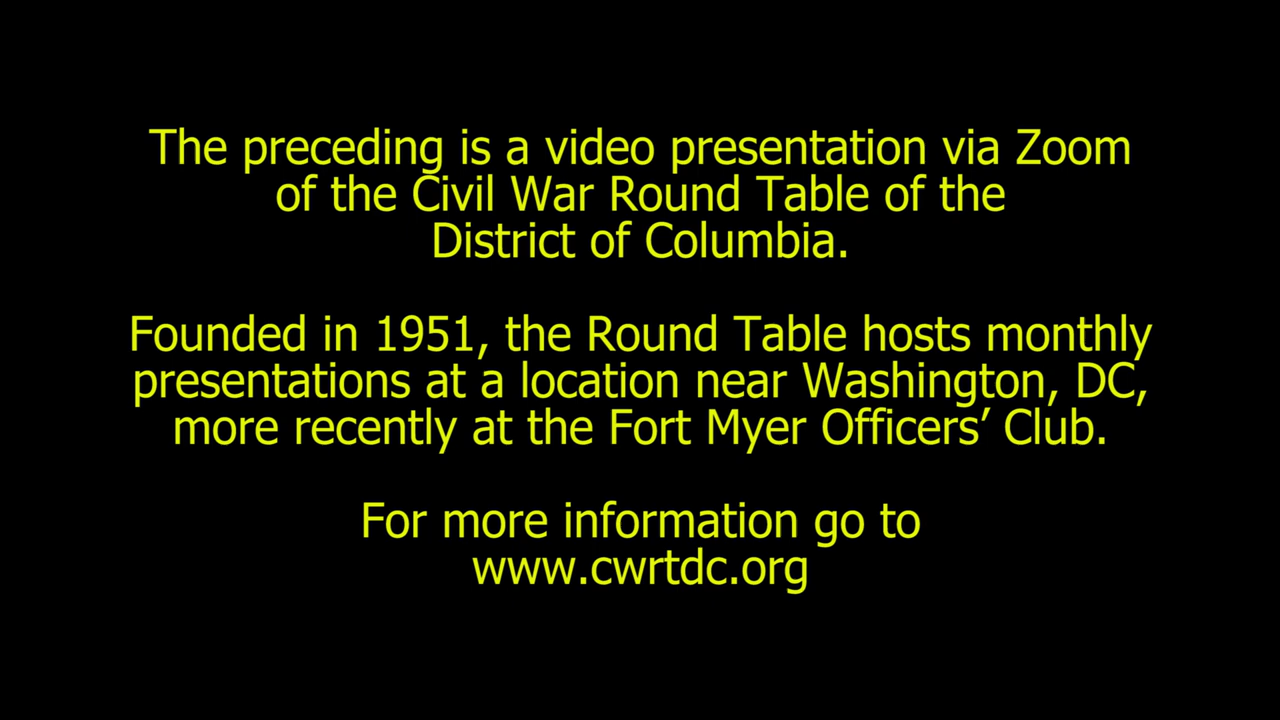 The preceding is a video presentation via Zoom
of the Civil War Round Table of the
District of Columbia.
Founded in 1951, the Round Table hosts monthly
presentations at a location near Washington, DC,
more recently at the Fort Myer Officers’ Club.
For more information go to
www.cwrtdc.org